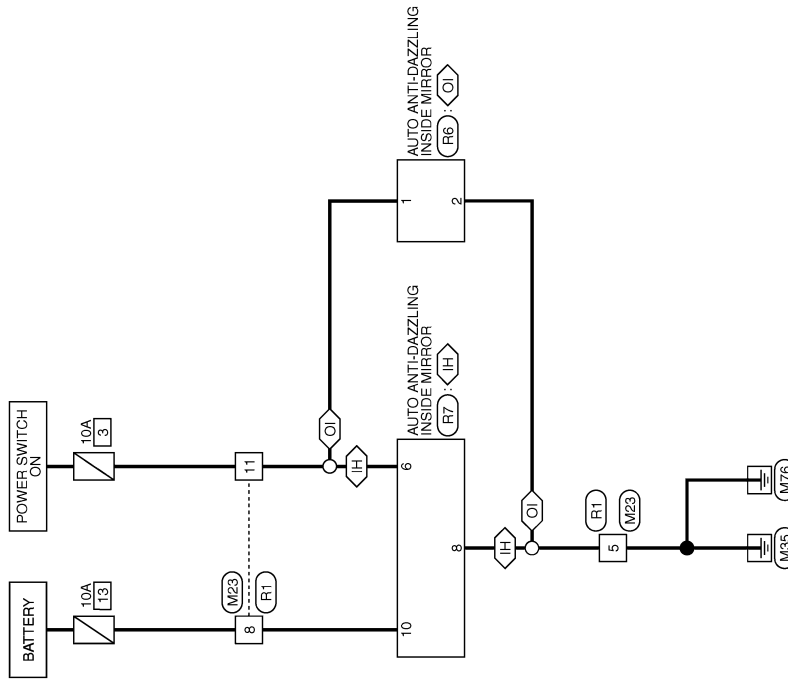 BATTERY
10A
13
8
M23
R1
10
POWER SWITCH
ON
10A
3
11
OI
IH
6
AUTO ANTI-DAZZLING
INSIDE MIRROR
R7 : IH
8
IH
OI
AUTO ANTI-DAZZLING
INSIDE MIRROR
R6 : OI
1
2
5
R1
M23
M35
M76